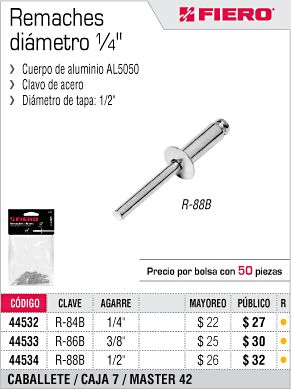 Remaches
diámetro ¼"
FIERO®
❯ Cuerpo de aluminio AL5050
❯ Clavo de acero
❯ Diámetro de tapa: 1/2"
R-88B
FIERO
Precio por bolsa con 50 piezas
CÓDIGO CLAVE AGARRE MAYOREO PÚBLICO R
44532 R-84B 1/4" $ 22 $ 27
44533 R-86B 3/8" $ 25 $ 30
44534 R-88B 1/2" $ 26 $ 32
CABALLETE / CAJA 7 / MASTER 42